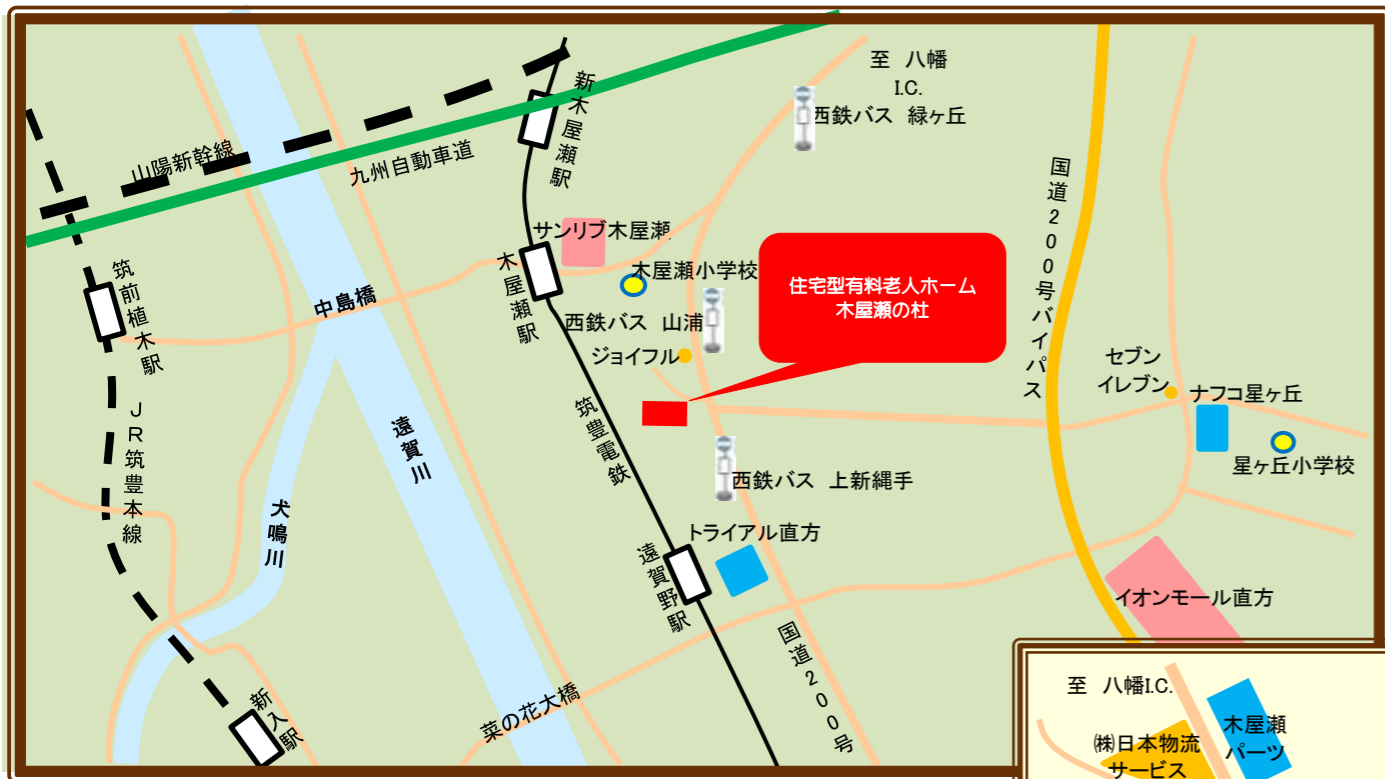 至 八幡
I.C.
西鉄バス 緑ヶ丘
新木屋瀬駅
山陽新幹線
九州自動車道
国道200号バイパス
サンリブ木屋瀬
木屋瀬駅
木屋瀬小学校
住宅型有料老人ホーム
木屋瀬の杜
筑前植木駅
中島橋
西鉄バス 山浦
ジョイフル
セブン
イレブン
ナフコ星ヶ丘
JR筑豊本線
遠賀川
筑豊電鉄
星ヶ丘小学校
西鉄バス 上新縄手
犬鳴川
トライアル直方
遠賀野駅
イオンモール直方
国道200号
菜の花大橋
新入駅
至 八幡I.C.
木屋瀬
パーツ
㈱日本物流
サービス